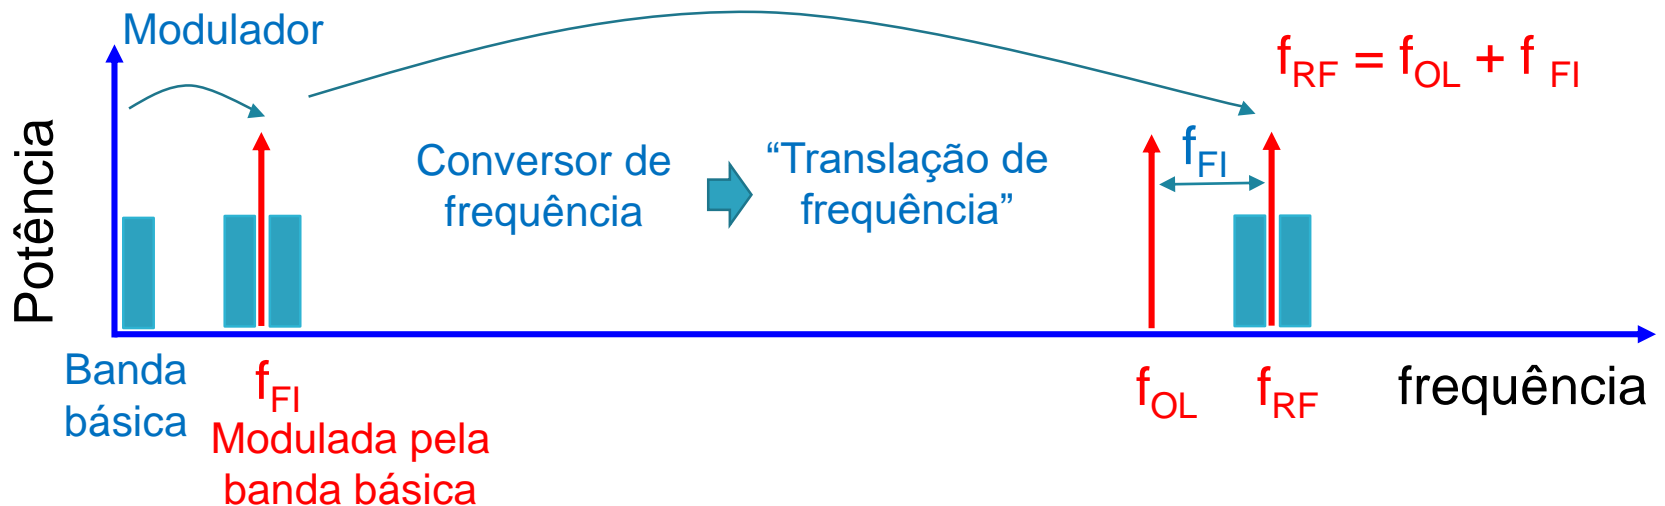 Modulador
f_RF = f_OL + f_FI
Potência
Conversor de
frequência
“Translação de
frequência”
f_FI
Banda
básica
f_FI
Modulada pela
banda básica
f_OL
f_RF
frequência